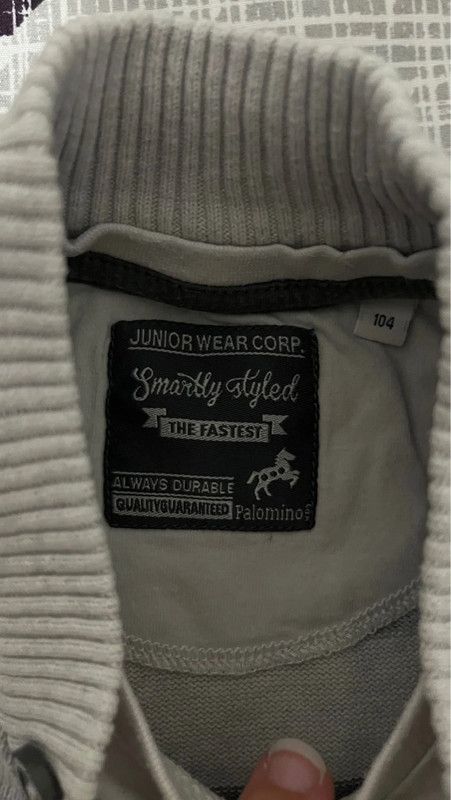 104
JUNIOR WEAR CORP.
Smartly styled
THE FASTEST
ALWAYS DURABLE
QUALITYGUARANTEED
Palomino